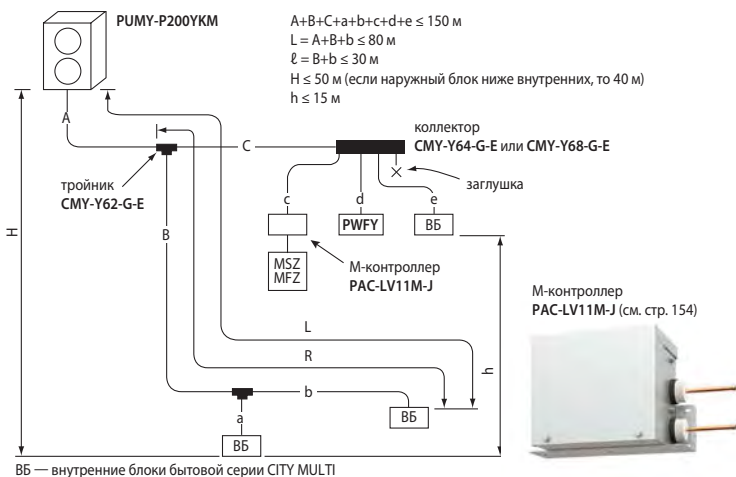 PUMY-P200YKM
A+B+C+a+b+c+d+e ≤ 150 м
L = A+B+b ≤ 80 м
ℓ = B+b ≤ 30 м
H ≤ 50 м (если наружный блок ниже внутренних, то 40 м)
h ≤ 15 м
A
C
коллектор
CMY-Y64-G-E или CMY-Y68-G-E
заглушка
тройник
CMY-Y62-G-E
c
d
e
H
B
PWFY
ВБ
MSZ
MFZ
М-контроллер
PAC-LV11M-J
М-контроллер
PAC-LV11M-J (см. стр. 154)
L
R
h
b
a
ВБ
ВБ
ВБ — внутренние блоки бытовой серии CITY MULTI